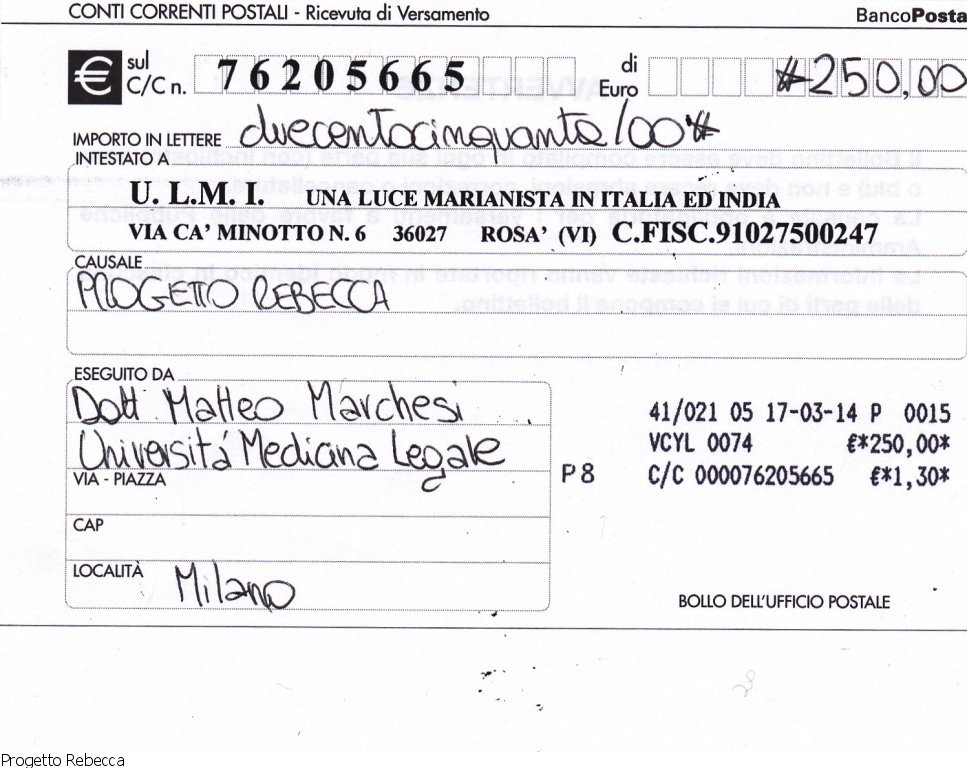 CONTI CORRENTI POSTALI - Ricevuta di Versamento BancoPosta
€ sul C/C n. 76205665 di Euro #250,00
IMPORTO IN LETTERE duecentocinquanta/00#
INTESTATO A
U. L.M. I. UNA LUCE MARIANISTA IN ITALIA ED INDIA
VIA CA' MINOTTO N. 6 36027 ROSA' (VI) C.FISC.91027500247
CAUSALE
PROGETTO REBECCA
ESEGUITO DA
Dott Matteo Marchesi
Universitá Medicina Legale
VIA - PIAZZA
CAP
LOCALITÀ Milano
41/021 05 17-03-14 P 0015
VCYL 0074 €*250,00*
P8 C/C 000076205665 €*1,30*
BOLLO DELL'UFFICIO POSTALE
Progetto Rebecca